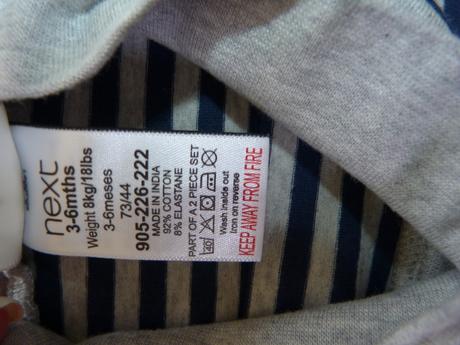 next
3-6mths
Weight 8kg/18lbs
3-6meses
73/44
905-226-222
MADE IN INDIA
92% COTTON
8% ELASTANE
PART OF A 2 PIECE SET
40
Wash inside out
Iron on reverse
KEEP AWAY FROM FIRE